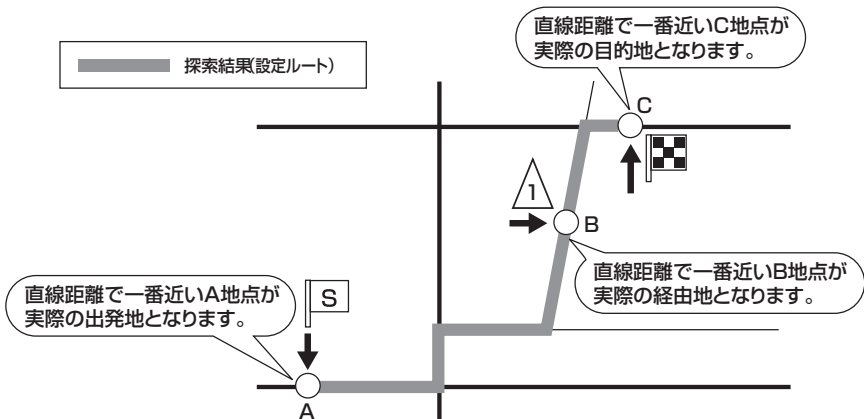 直線距離で一番近いC地点が
実際の目的地となります。
探索結果(設定ルート)
C
1
B
直線距離で一番近いB地点が
実際の経由地となります。
直線距離で一番近いA地点が
実際の出発地となります。
S
A